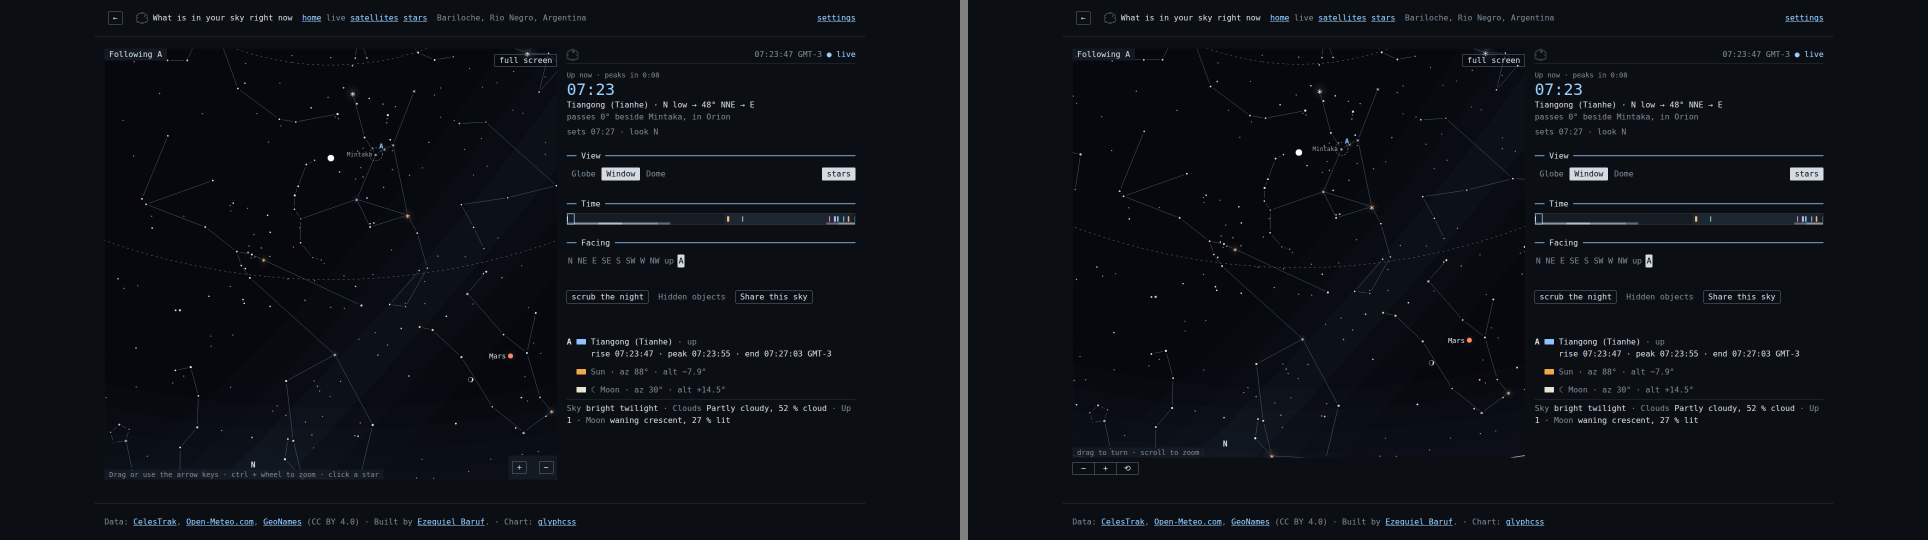 ← What is in your sky right now home live satellites stars Bariloche, Río Negro, Argentina settings
Following A
full screen
Mintaka
A
Mars
N
Drag or use the arrow keys · ctrl + wheel to zoom · click a star
+ −
07:23:47 GMT-3 ● live
Up now · peaks in 0:08
07:23
Tiangong (Tianhe) · N low → 48° NNE → E
passes 0° beside Mintaka, in Orion
sets 07:27 · look N
View
Globe Window Dome stars
Time
Facing
N NE E SE S SW W NW up A
scrub the night Hidden objects Share this sky
A Tiangong (Tianhe) · up
rise 07:23:47 · peak 07:23:55 · end 07:27:03 GMT-3
Sun · az 88° · alt −7.9°
☾ Moon · az 30° · alt +14.5°
Sky bright twilight · Clouds Partly cloudy, 52 % cloud · Up
1 · Moon waning crescent, 27 % lit
Data: CelesTrak, Open-Meteo.com, GeoNames (CC BY 4.0) · Built by Ezequiel Baruf. · Chart: glyphcss
← What is in your sky right now home live satellites stars Bariloche, Río Negro, Argentina settings
Following A
full screen
Mintaka
A
Mars
N
drag to turn · scroll to zoom
− + ⟲
07:23:47 GMT-3 ● live
Up now · peaks in 0:08
07:23
Tiangong (Tianhe) · N low → 48° NNE → E
passes 0° beside Mintaka, in Orion
sets 07:27 · look N
View
Globe Window Dome stars
Time
Facing
N NE E SE S SW W NW up A
scrub the night Hidden objects Share this sky
A Tiangong (Tianhe) · up
rise 07:23:47 · peak 07:23:55 · end 07:27:03 GMT-3
Sun · az 88° · alt −7.9°
☾ Moon · az 30° · alt +14.5°
Sky bright twilight · Clouds Partly cloudy, 52 % cloud · Up
1 · Moon waning crescent, 27 % lit
Data: CelesTrak, Open-Meteo.com, GeoNames (CC BY 4.0) · Built by Ezequiel Baruf. · Chart: glyphcss